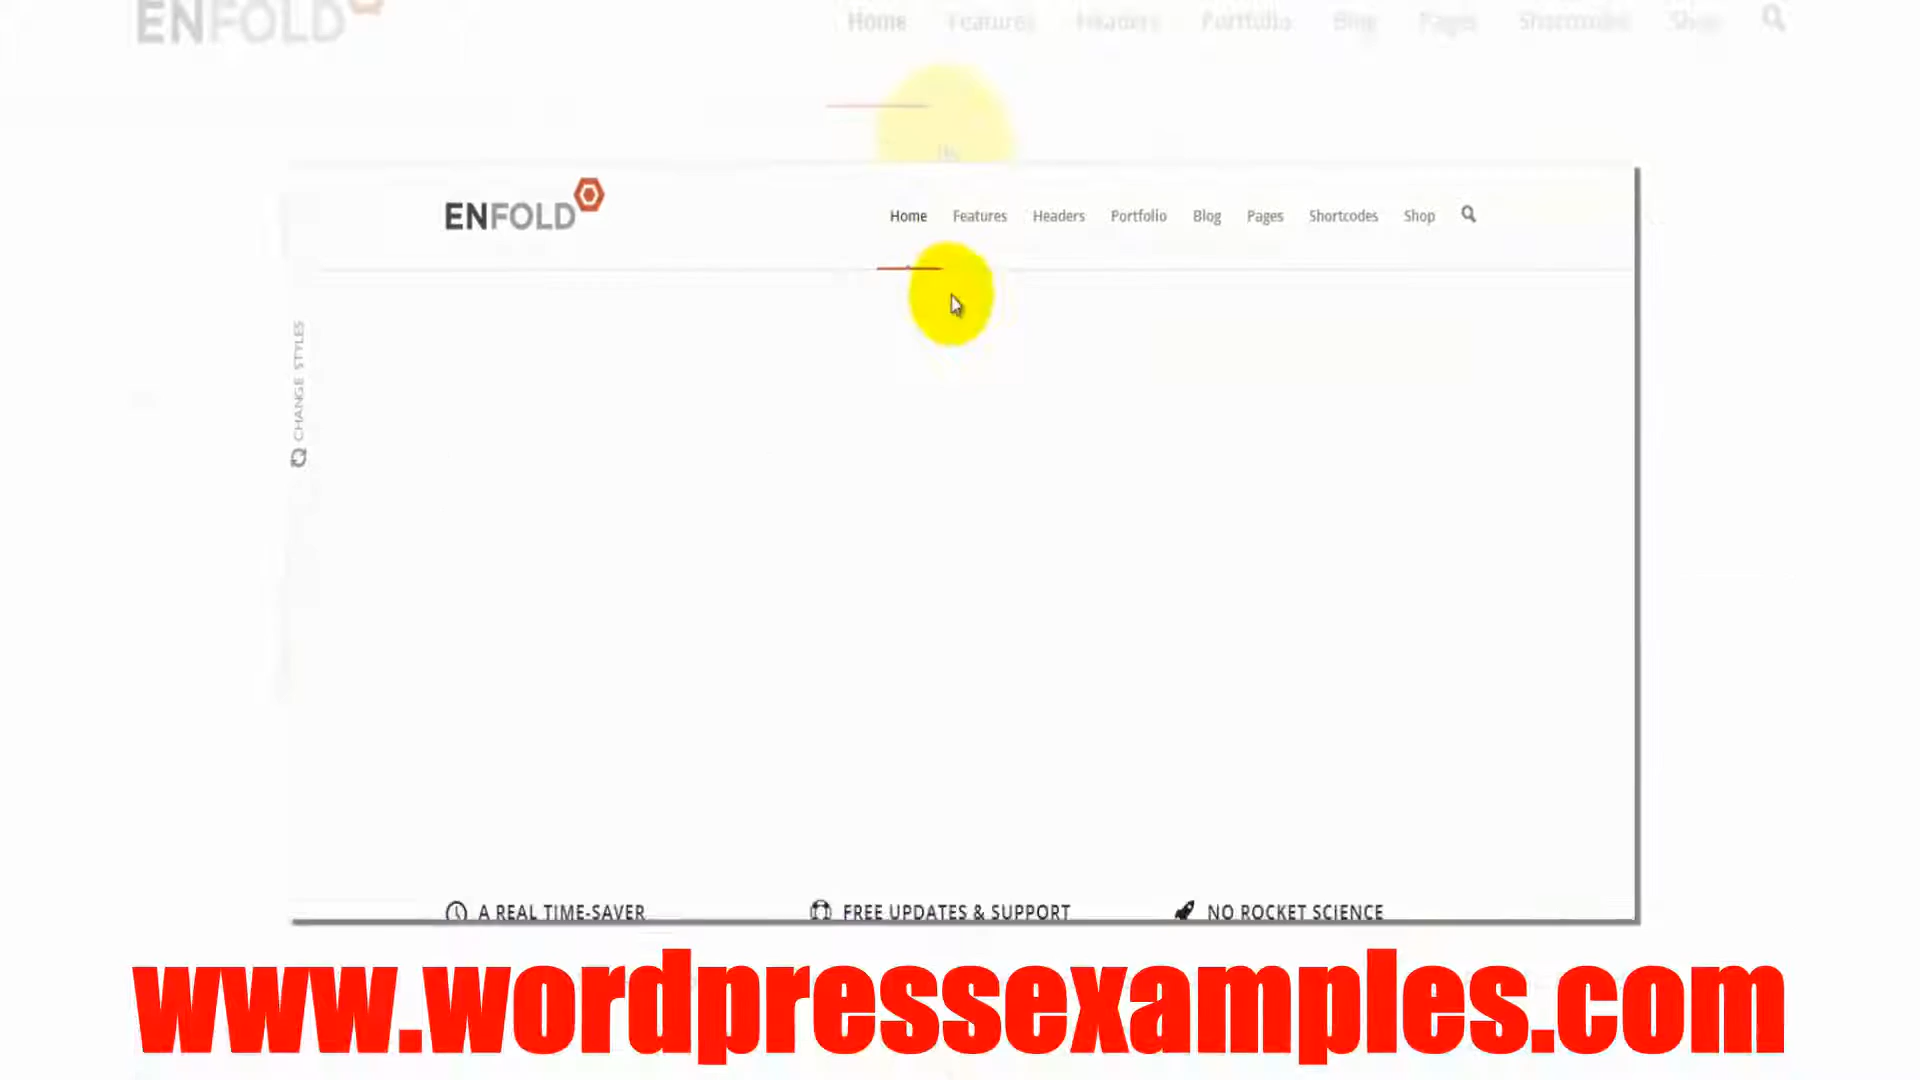 ENFOLD
Home Features Headers Portfolio Blog Pages Shortcodes Shop
ENFOLD
Home Features Headers Portfolio Blog Pages Shortcodes Shop
CHANGE STYLES
A REAL TIME-SAVER FREE UPDATES & SUPPORT NO ROCKET SCIENCE
www.wordpressexamples.com